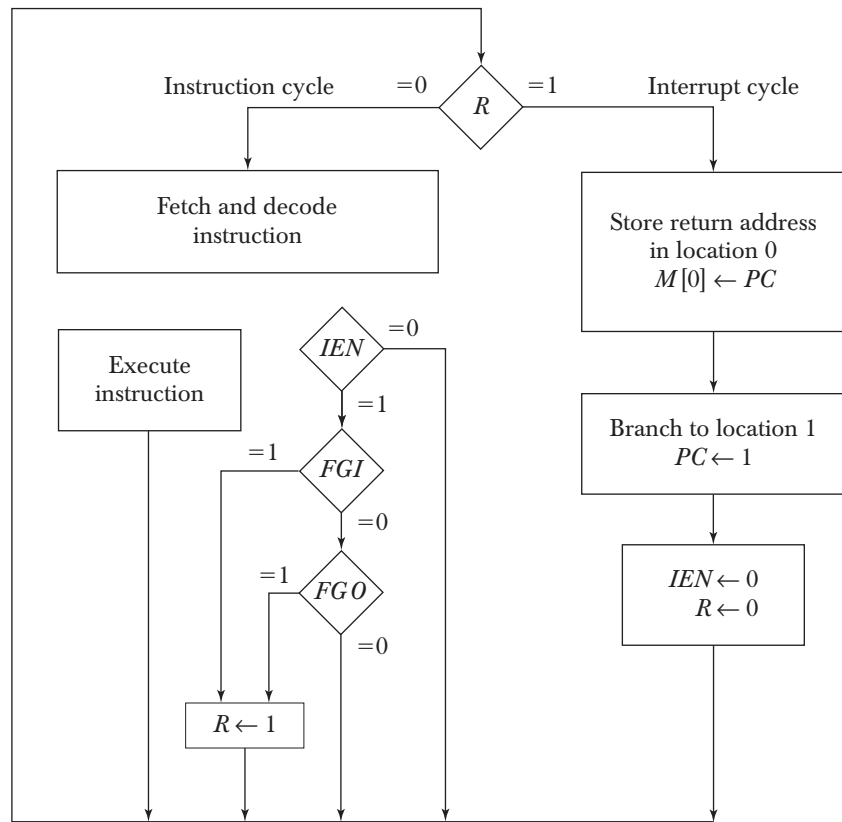 Instruction cycle
=0
R
=1
Interrupt cycle
Fetch and decode
instruction
Store return address
in location 0
M[0] ← PC
Execute
instruction
IEN
=0
=1
Branch to location 1
PC ← 1
=1
FGI
=0
=1
FGO
=0
IEN ← 0
R ← 0
R ← 1